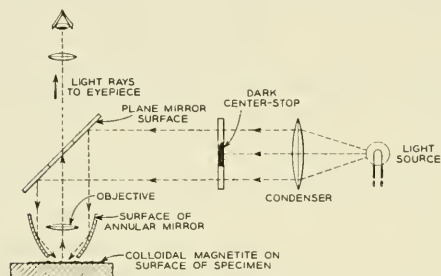 LIGHT RAYS
TO EYEPIECE
PLANE MIRROR
SURFACE
DARK
CENTER-STOP
LIGHT
SOURCE
CONDENSER
OBJECTIVE
SURFACE OF
ANNULAR MIRROR
COLLOIDAL MAGNETITE ON
SURFACE OF SPECIMEN